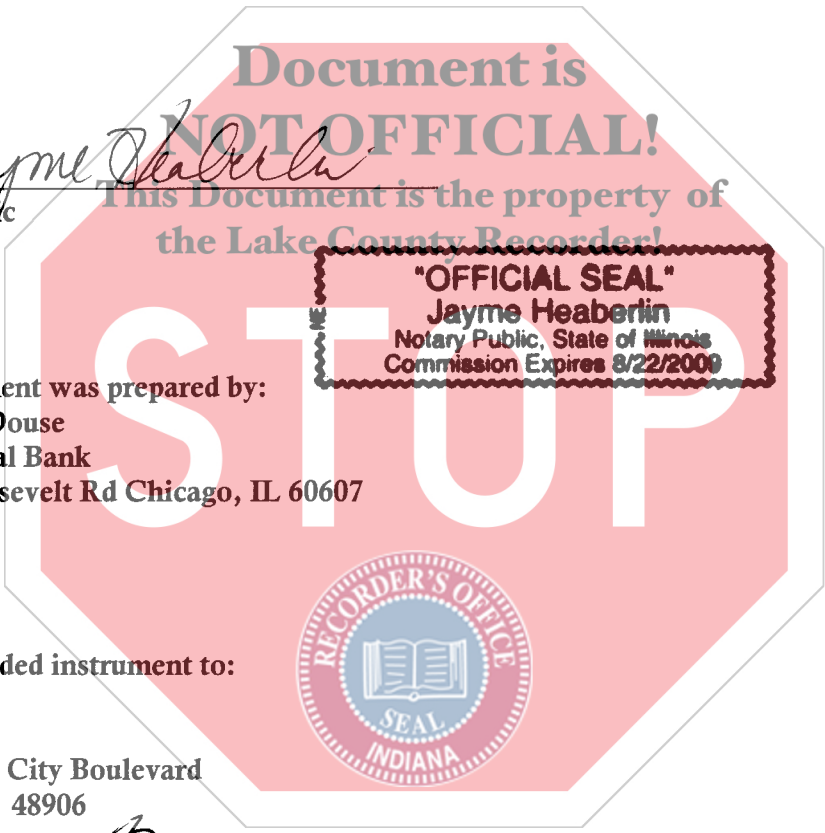 Document is
NOT OFFICIAL!
This Document is the property of
the Lake County Recorder!
yme Heaberlin
c
"OFFICIAL SEAL"
Jayme Heaberlin
Notary Public, State of Illinois
Commission Expires 8/22/2009
STOP
ent was prepared by:
Douse
al Bank
sevelt Rd Chicago, IL 60607
RECORDER'S OFFICE
SEAL
INDIANA
ded instrument to:
City Boulevard
48906